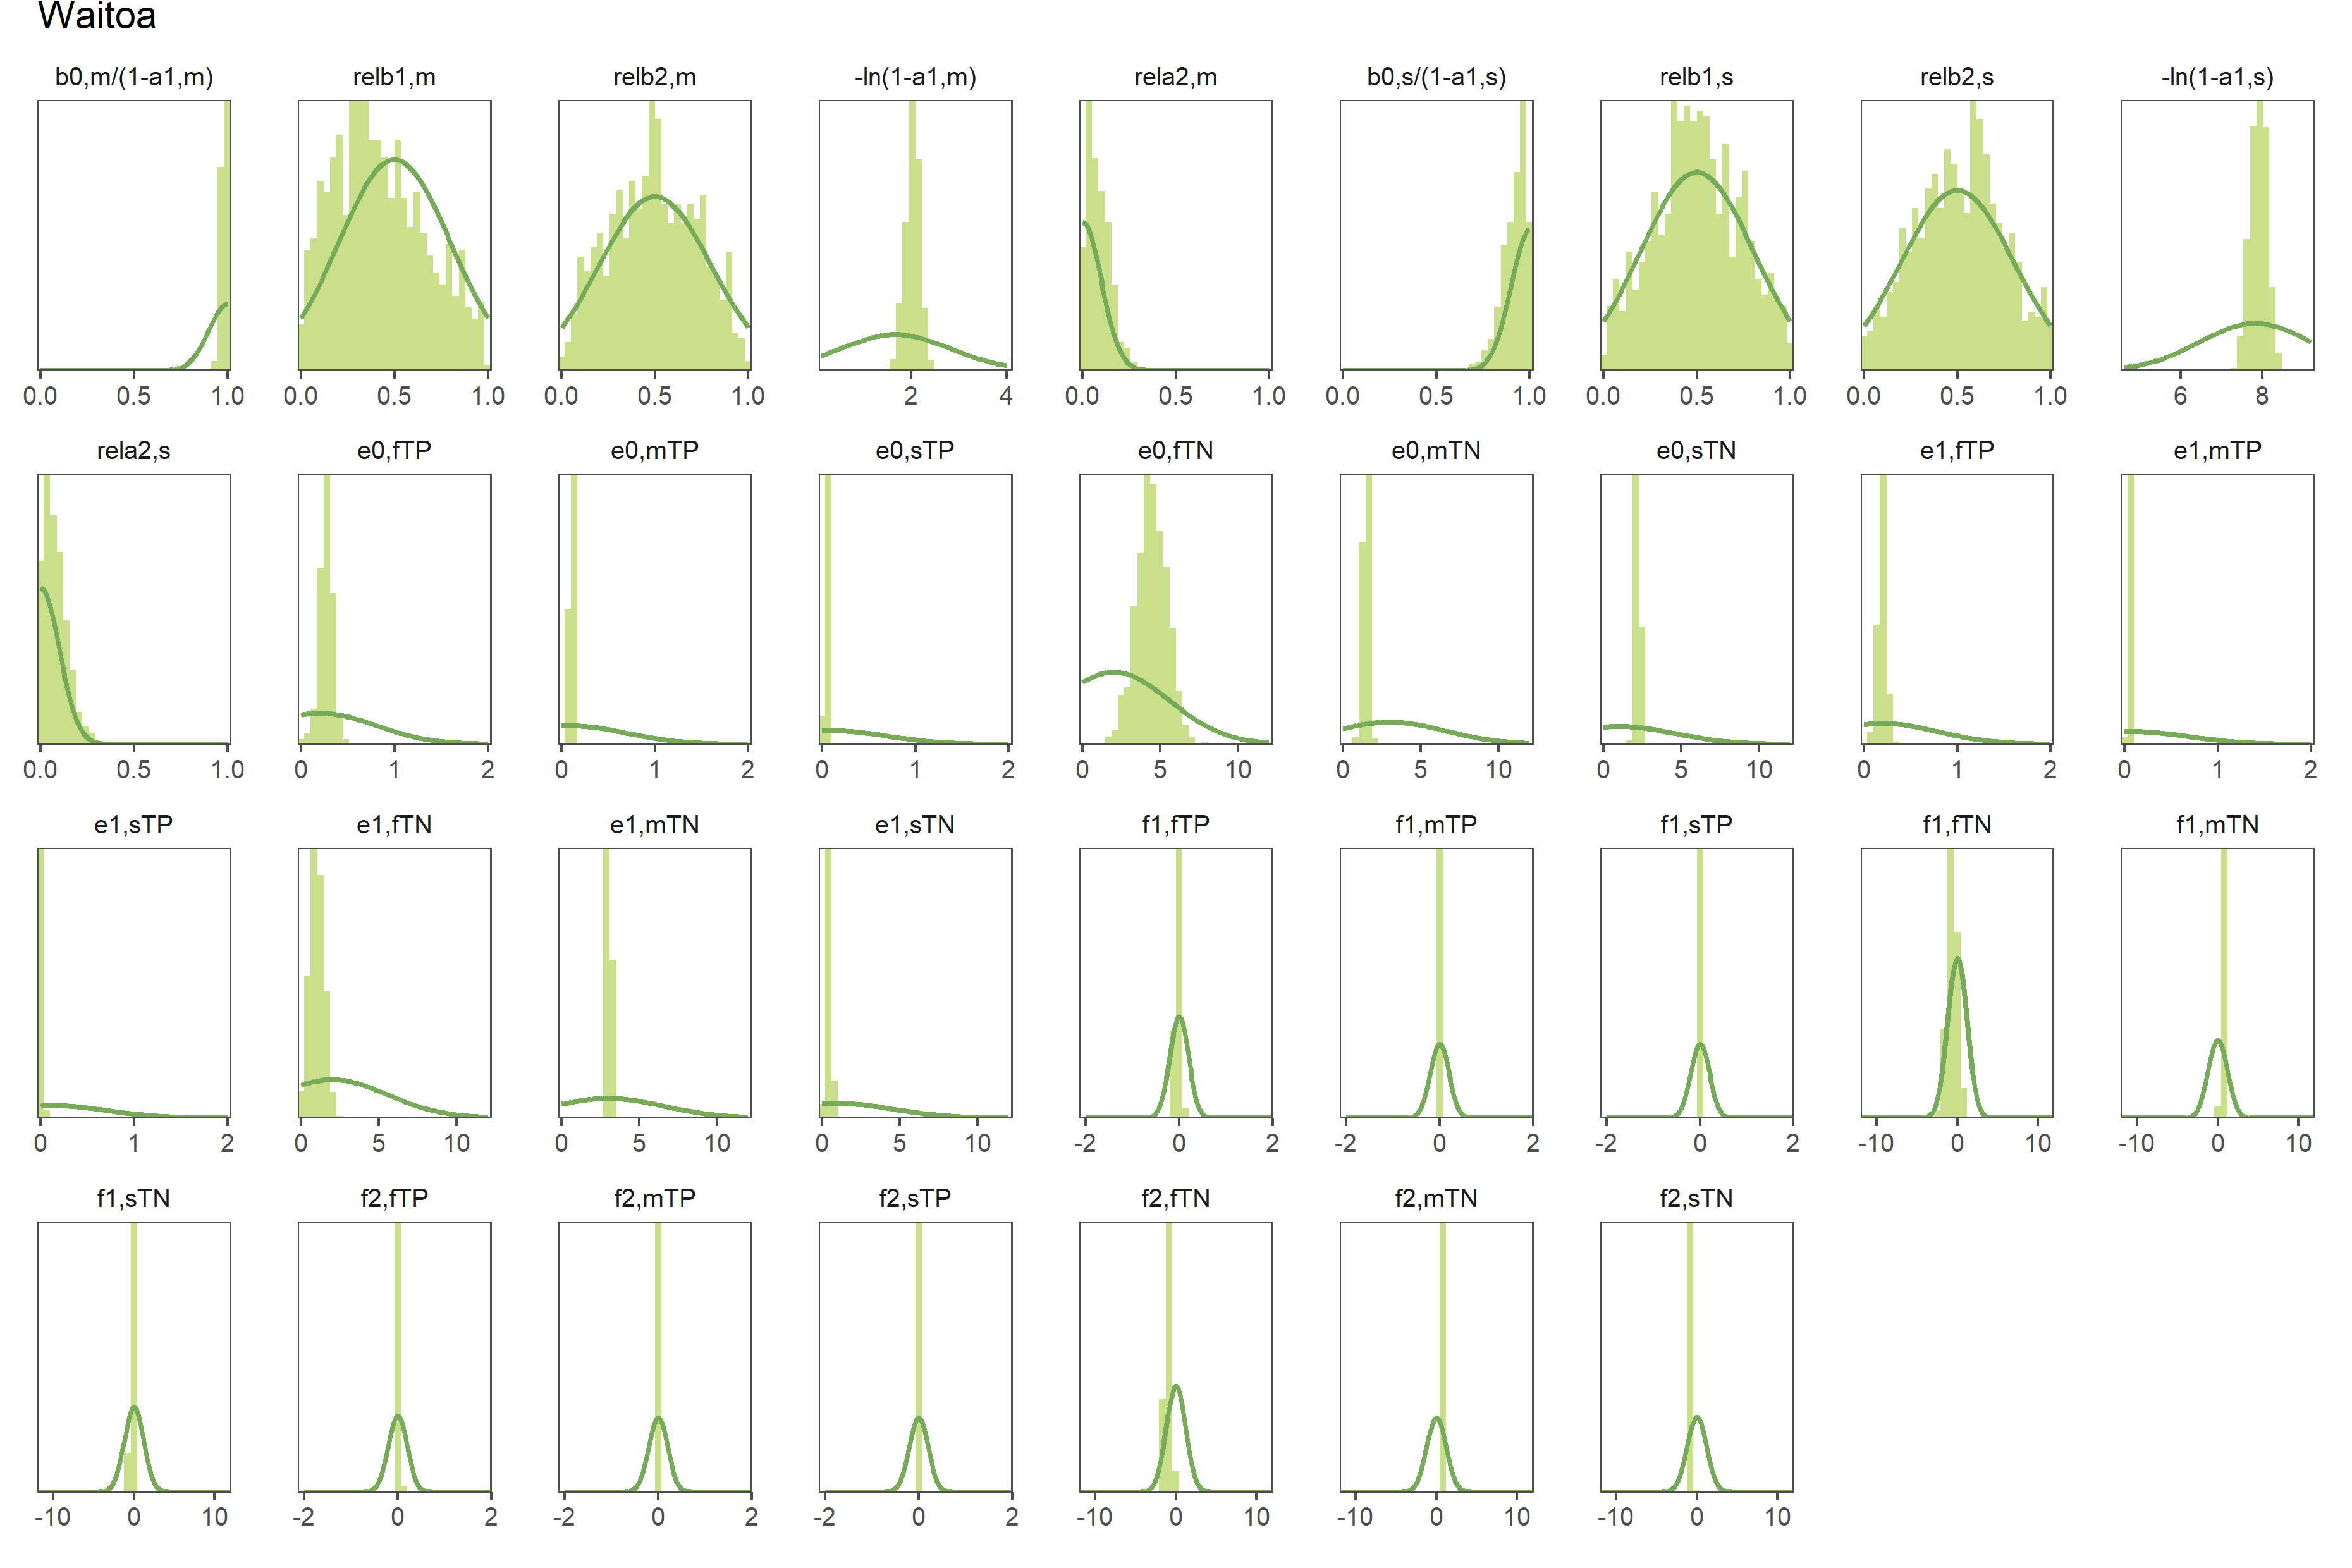 Waitoa
b0,m/(1-a1,m) relb1,m relb2,m -ln(1-a1,m) rela2,m b0,s/(1-a1,s) relb1,s relb2,s -ln(1-a1,s)
0.0 0.5 1.0 0.0 0.5 1.0 0.0 0.5 1.0 2 4 0.0 0.5 1.0 0.0 0.5 1.0 0.0 0.5 1.0 0.0 0.5 1.0 6 8
rela2,s e0,fTP e0,mTP e0,sTP e0,fTN e0,mTN e0,sTN e1,fTP e1,mTP
0.0 0.5 1.0 0 1 2 0 1 2 0 1 2 0 5 10 0 5 10 0 5 10 0 1 2 0 1 2
e1,sTP e1,fTN e1,mTN e1,sTN f1,fTP f1,mTP f1,sTP f1,fTN f1,mTN
0 1 2 0 5 10 0 5 10 0 5 10 -2 0 2 -2 0 2 -2 0 2 -10 0 10 -10 0 10
f1,sTN f2,fTP f2,mTP f2,sTP f2,fTN f2,mTN f2,sTN
-10 0 10 -2 0 2 -2 0 2 -2 0 2 -10 0 10 -10 0 10 -10 0 10